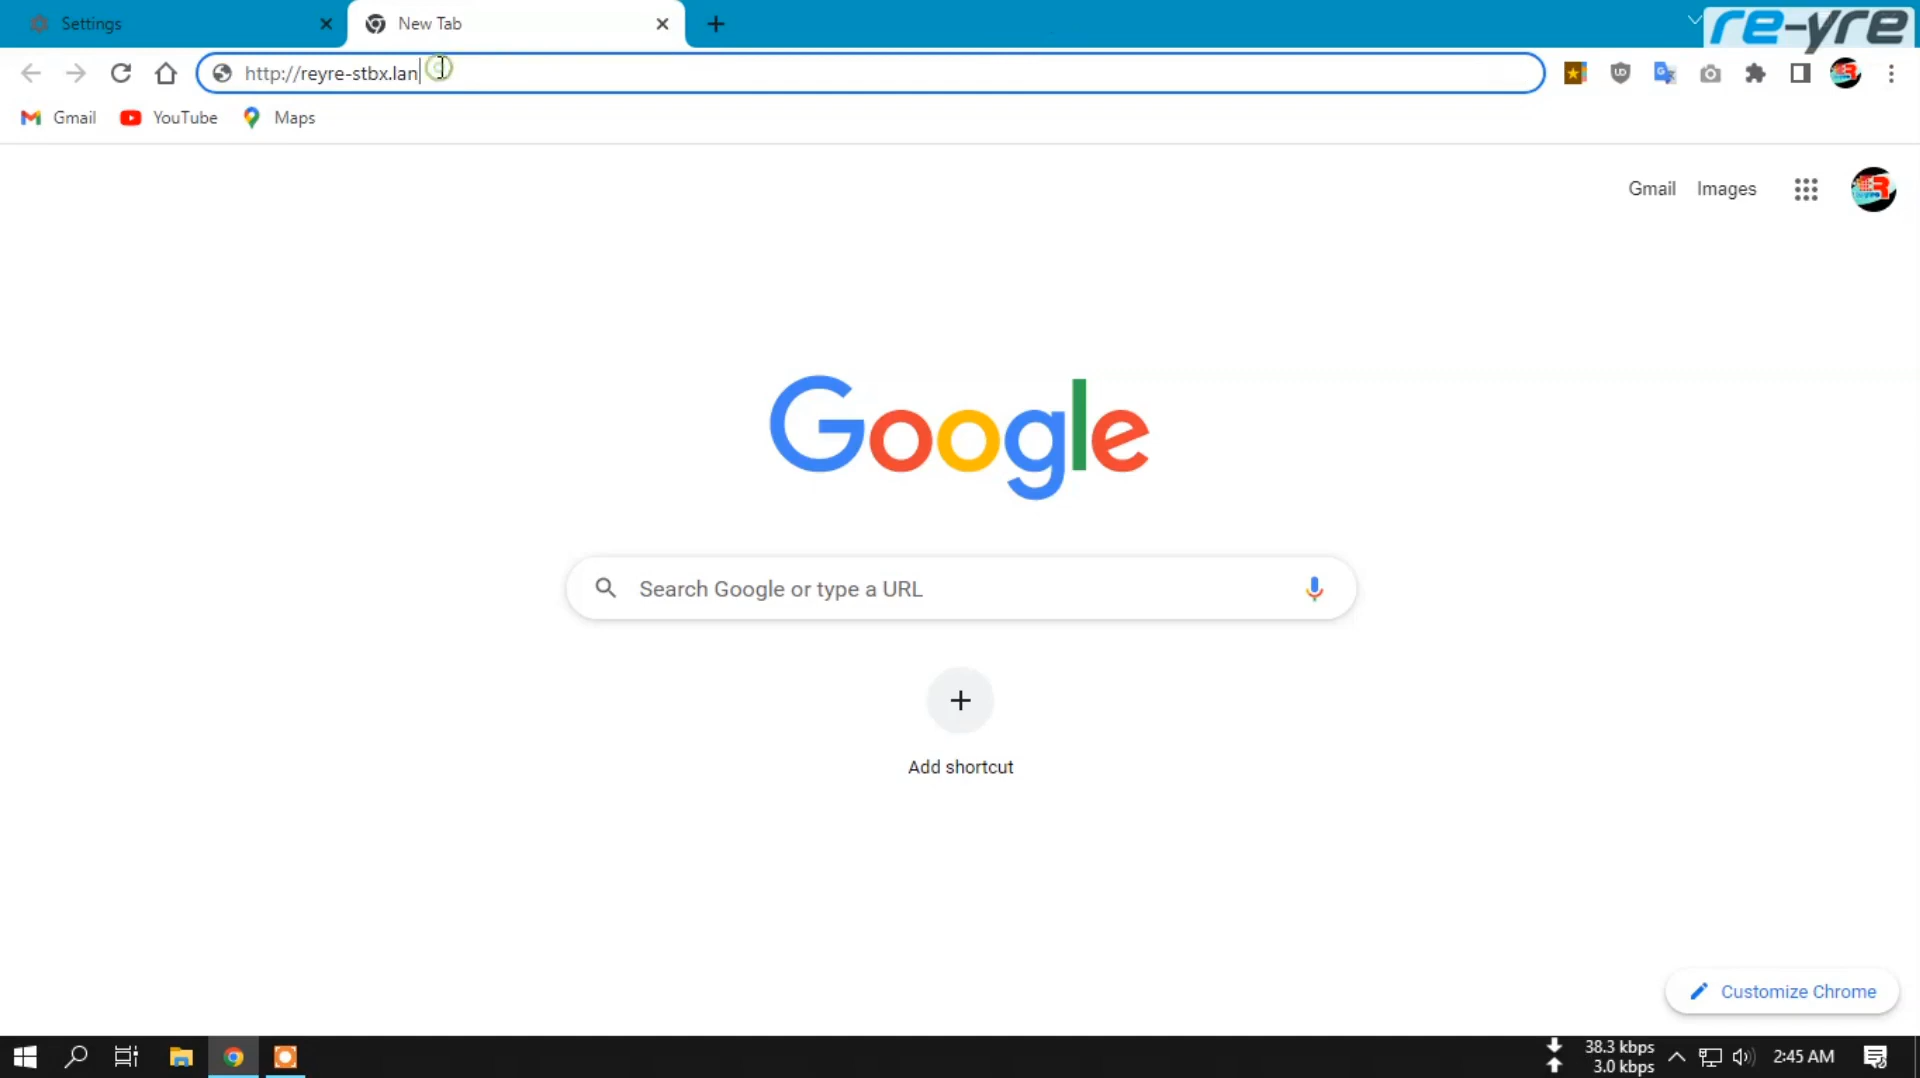 Settings
New Tab
re-yre
http://reyre-stbx.lan
Gmail
YouTube
Maps
Gmail
Images
Google
Search Google or type a URL
Add shortcut
Customize Chrome
38.3 kbps
3.0 kbps
2:45 AM